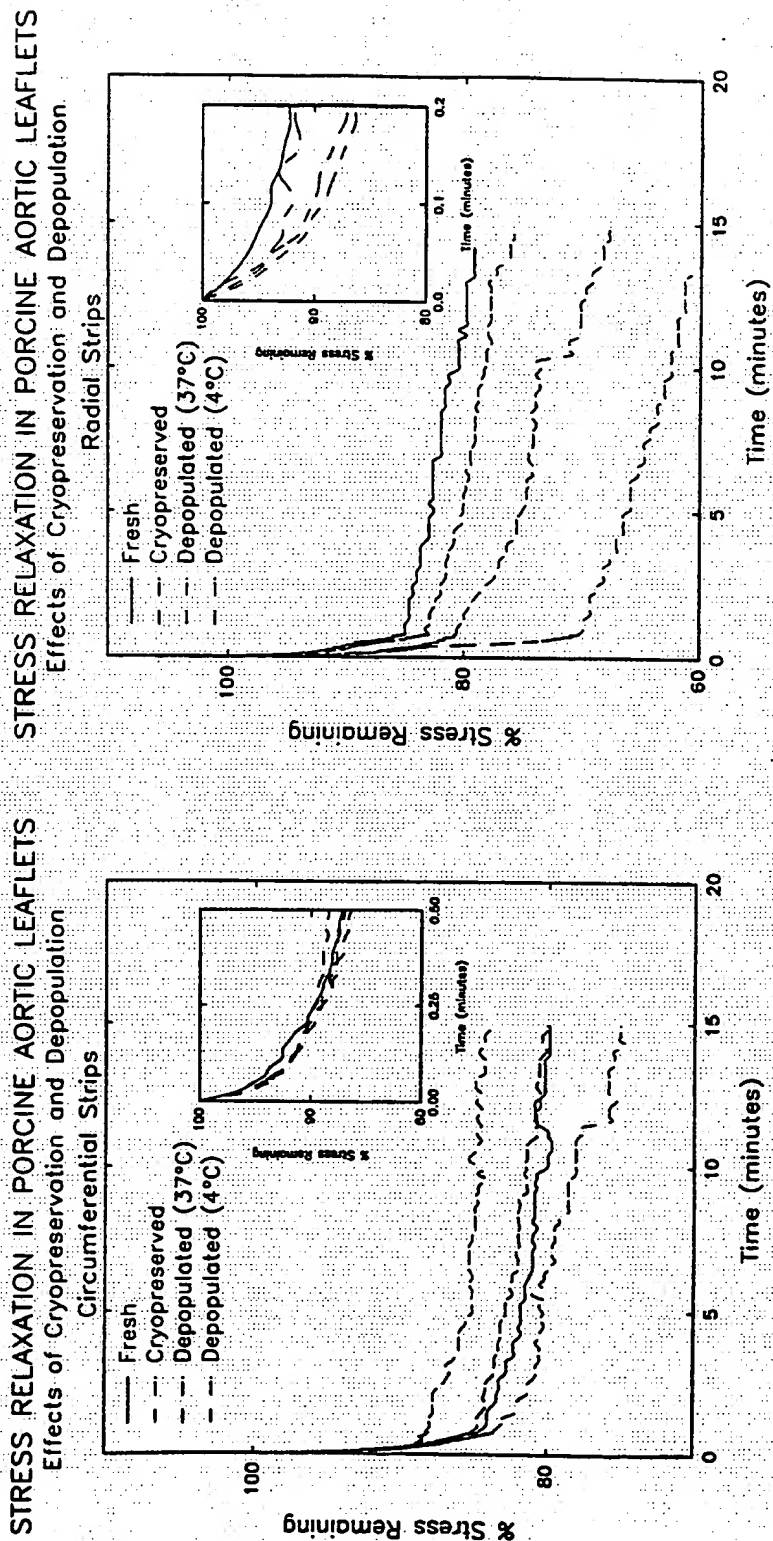 STRESS RELAXATION IN PORCINE AORTIC LEAFLETS
Effects of Cryopreservation and Depopulation
Circumferential Strips
Fresh
Cryopreserved
Depopulated (37°C)
Depopulated (4°C)
% Stress Remaining
100
80
0
5
10
15
20
Time (minutes)
% Stress Remaining
100
90
80
0.00
0.25
0.50
Time (minutes)
STRESS RELAXATION IN PORCINE AORTIC LEAFLETS
Effects of Cryopreservation and Depopulation
Radial Strips
Fresh
Cryopreserved
Depopulated (37°C)
Depopulated (4°C)
% Stress Remaining
100
80
60
0
5
10
15
20
Time (minutes)
% Stress Remaining
100
90
80
0.0
0.1
0.2
Time (minutes)